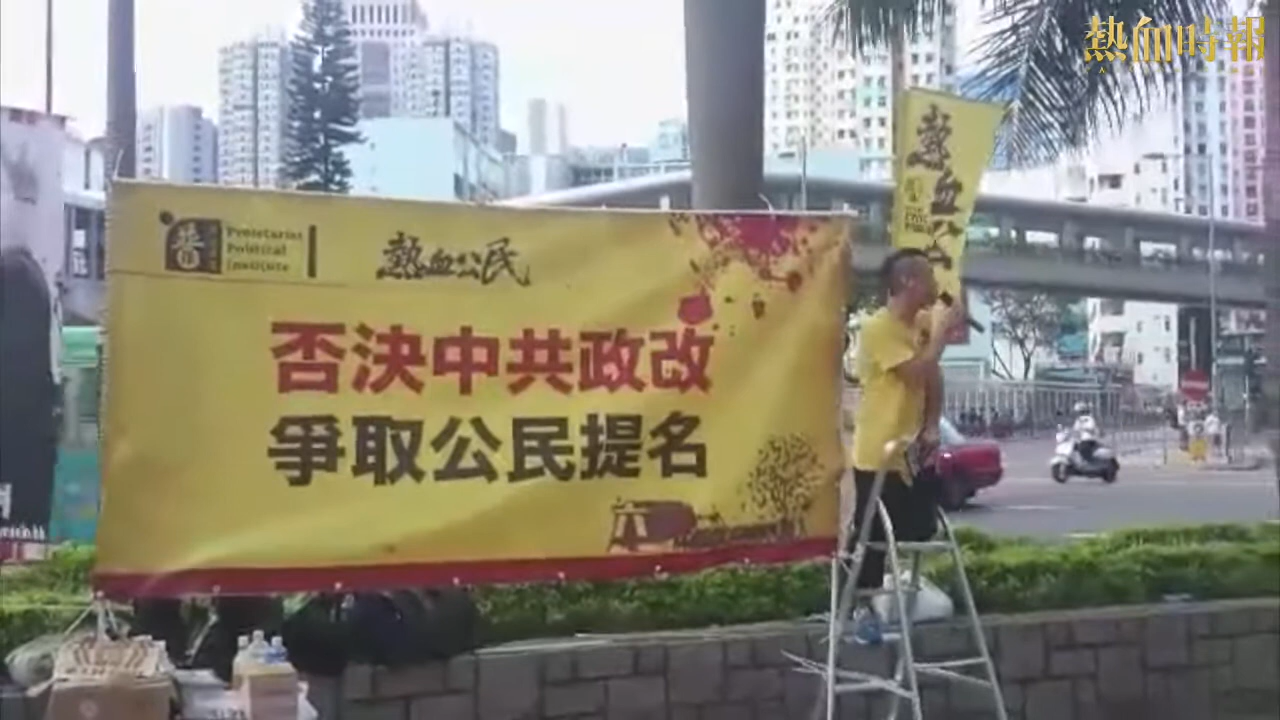 熱血時報
Proletariat
Political
Institute
熱血公民
否決中共政改
爭取公民提名
熱血公